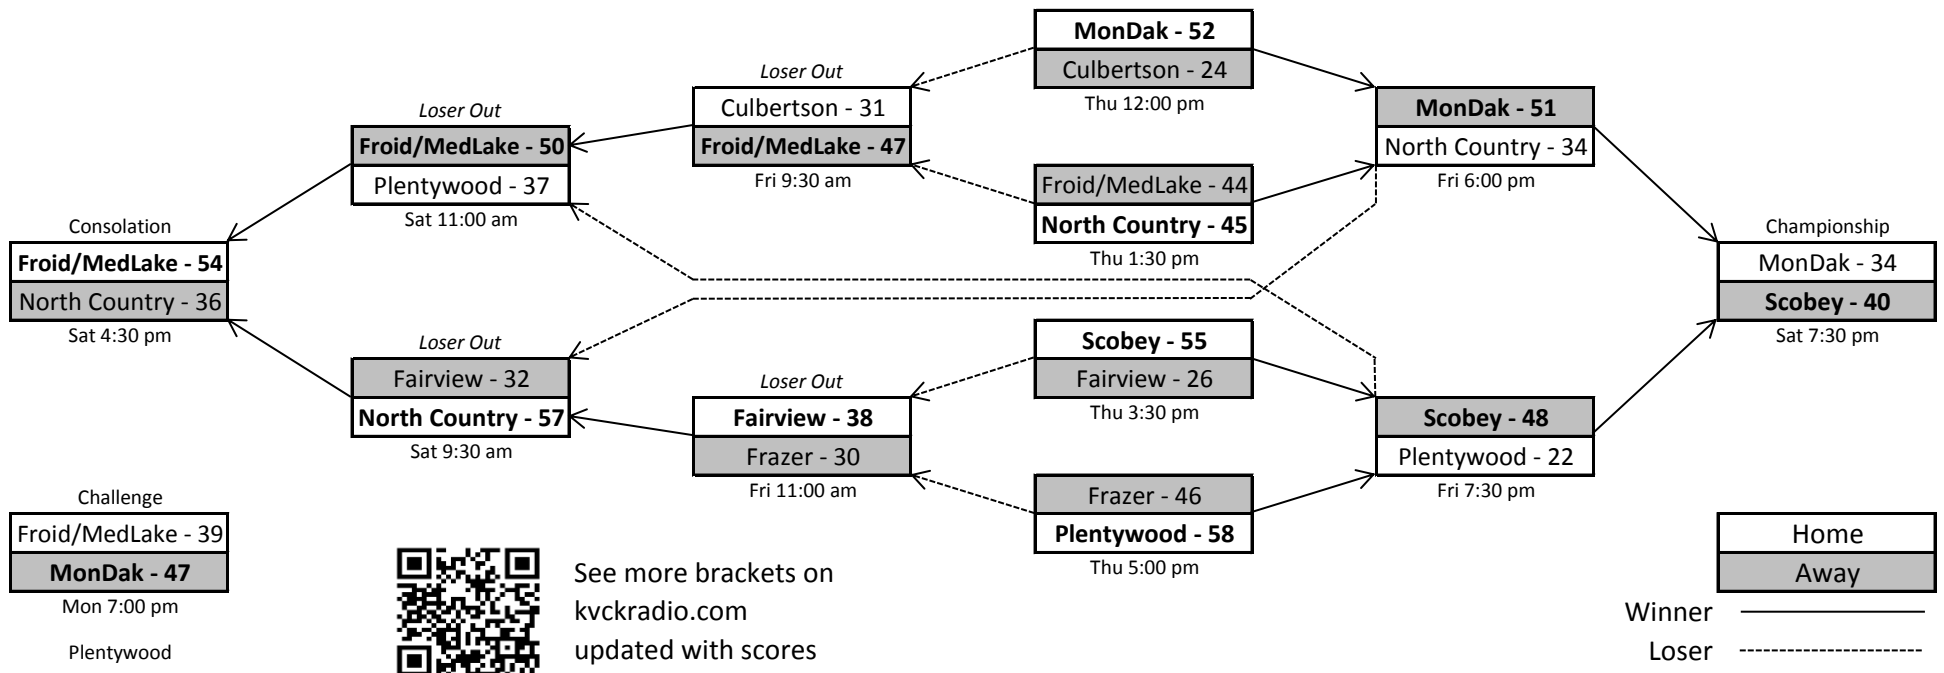 MonDak - 52
Culbertson - 24
Thu 12:00 pm
Loser Out
Culbertson - 31
Froid/MedLake - 47
Fri 9:30 am
Loser Out
Froid/MedLake - 50
Plentywood - 37
Sat 11:00 am
MonDak - 51
North Country - 34
Fri 6:00 pm
Froid/MedLake - 44
North Country - 45
Thu 1:30 pm
Consolation
Froid/MedLake - 54
North Country - 36
Sat 4:30 pm
Championship
MonDak - 34
Scobey - 40
Sat 7:30 pm
Loser Out
Fairview - 32
North Country - 57
Sat 9:30 am
Loser Out
Fairview - 38
Frazer - 30
Fri 11:00 am
Scobey - 55
Fairview - 26
Thu 3:30 pm
Scobey - 48
Plentywood - 22
Fri 7:30 pm
Frazer - 46
Plentywood - 58
Thu 5:00 pm
Challenge
Froid/MedLake - 39
MonDak - 47
Mon 7:00 pm
Plentywood
See more brackets on
kvckradio.com
updated with scores
Home
Away
Winner
Loser